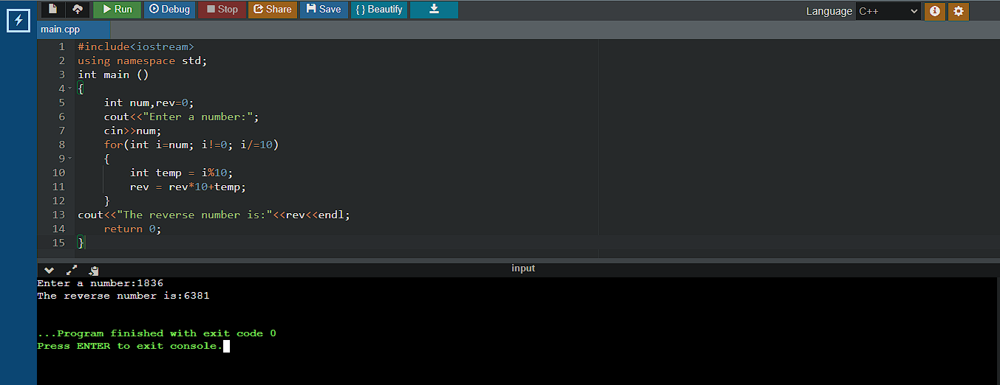 Run Debug Stop Share Save { } Beautify Language C++
main.cpp
1 #include<iostream>
2 using namespace std;
3 int main ()
4 {
5     int num,rev=0;
6     cout<<"Enter a number:";
7     cin>>num;
8     for(int i=num; i!=0; i/=10)
9     {
10         int temp = i%10;
11         rev = rev*10+temp;
12     }
13 cout<<"The reverse number is:"<<rev<<endl;
14     return 0;
15 }
input
Enter a number:1836
The reverse number is:6381
...Program finished with exit code 0
Press ENTER to exit console.